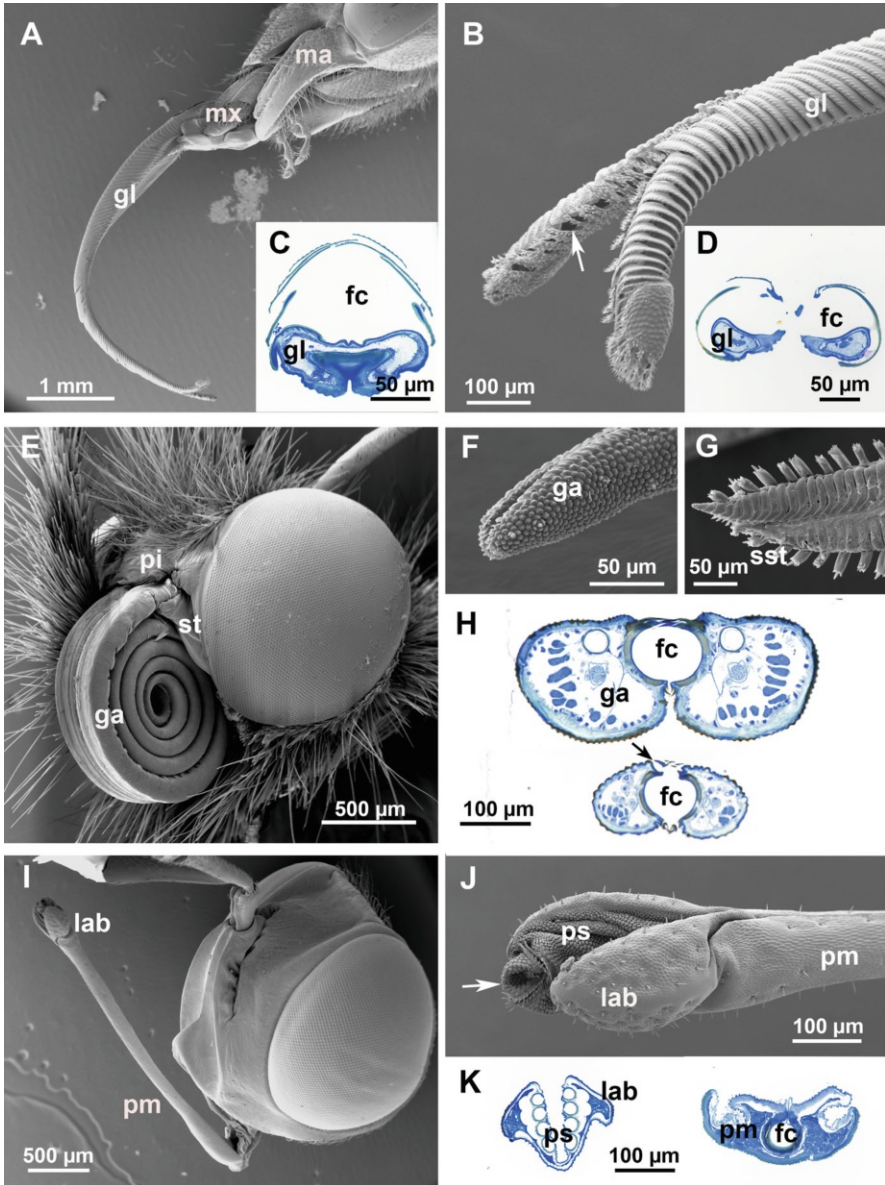 A
ma
mx
gl
1 mm
C
fc
gl
50 µm
B
gl
100 µm
D
gl
fc
50 µm
E
pi
st
ga
500 µm
F
ga
50 µm
G
sst
50 µm
H
fc
ga
fc
100 µm
I
lab
pm
500 µm
J
ps
lab
pm
100 µm
K
lab
ps
100 µm
pm
fc